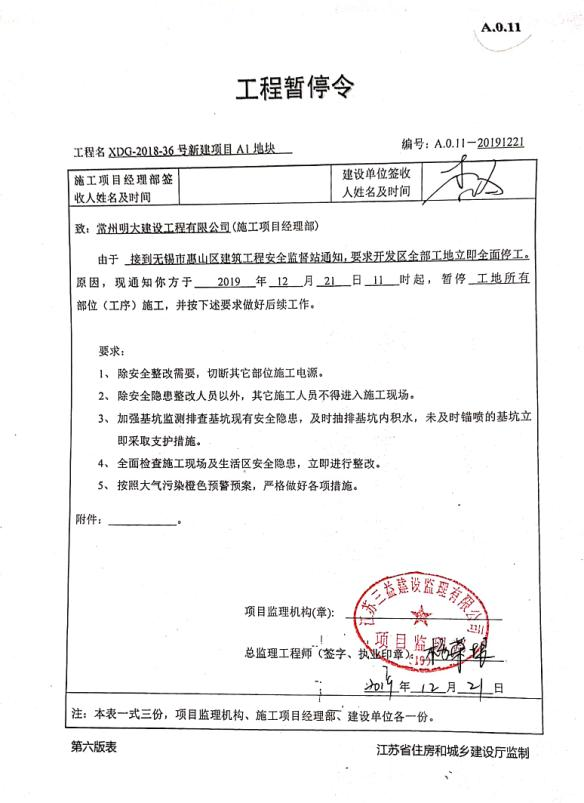 A.0.11
工程暂停令
工程名 XDG-2018-36 号新建项目 A1 地块
编号：A.0.11－20191221
施工项目经理部签
收人姓名及时间
建设单位签收
人姓名及时间
致：常州明大建设工程有限公司(施工项目经理部)
由于 接到无锡市惠山区建筑工程安全监督站通知，要求开发区全部工地立即全面停工。
原因，现通知你方于 2019 年 12 月 21 日 11 时起，暂停 工地所有
部位（工序）施工，并按下述要求做好后续工作。
要求：
1、 除安全整改需要，切断其它部位施工电源。
2、 除安全隐患整改人员以外，其它施工人员不得进入施工现场。
3、 加强基坑监测排查基坑现有安全隐患，及时抽排基坑内积水，未及时锚喷的基坑立
即采取支护措施。
4、 全面检查施工现场及生活区安全隐患，立即进行整改。
5、 按照大气污染橙色预警预案，严格做好各项措施。
附件：____________。
江苏三益建设监理有限公司
项目监理机构(章):
项目监
总监理工程师（签字、执业印章）:
2019 年 12 月 21 日
注：本表一式三份，项目监理机构、施工项目经理部、建设单位各一份。
第六版表
江苏省住房和城乡建设厅监制